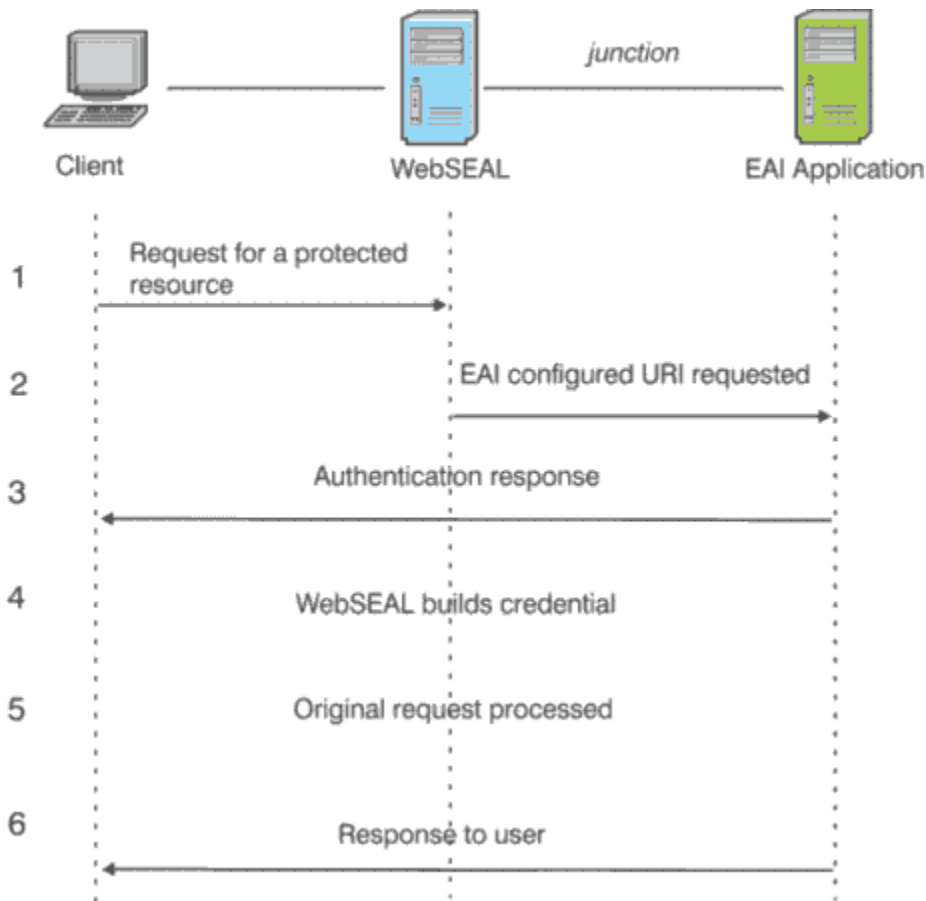 junction
Client
WebSEAL
EAI Application
1
Request for a protected
resource
2
EAI configured URI requested
3
Authentication response
4
WebSEAL builds credential
5
Original request processed
6
Response to user